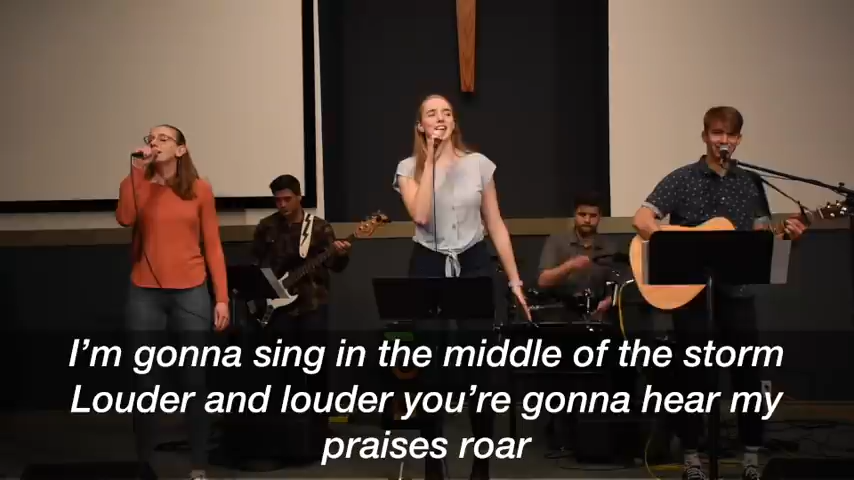 I’m gonna sing in the middle of the storm
Louder and louder you’re gonna hear my
praises roar